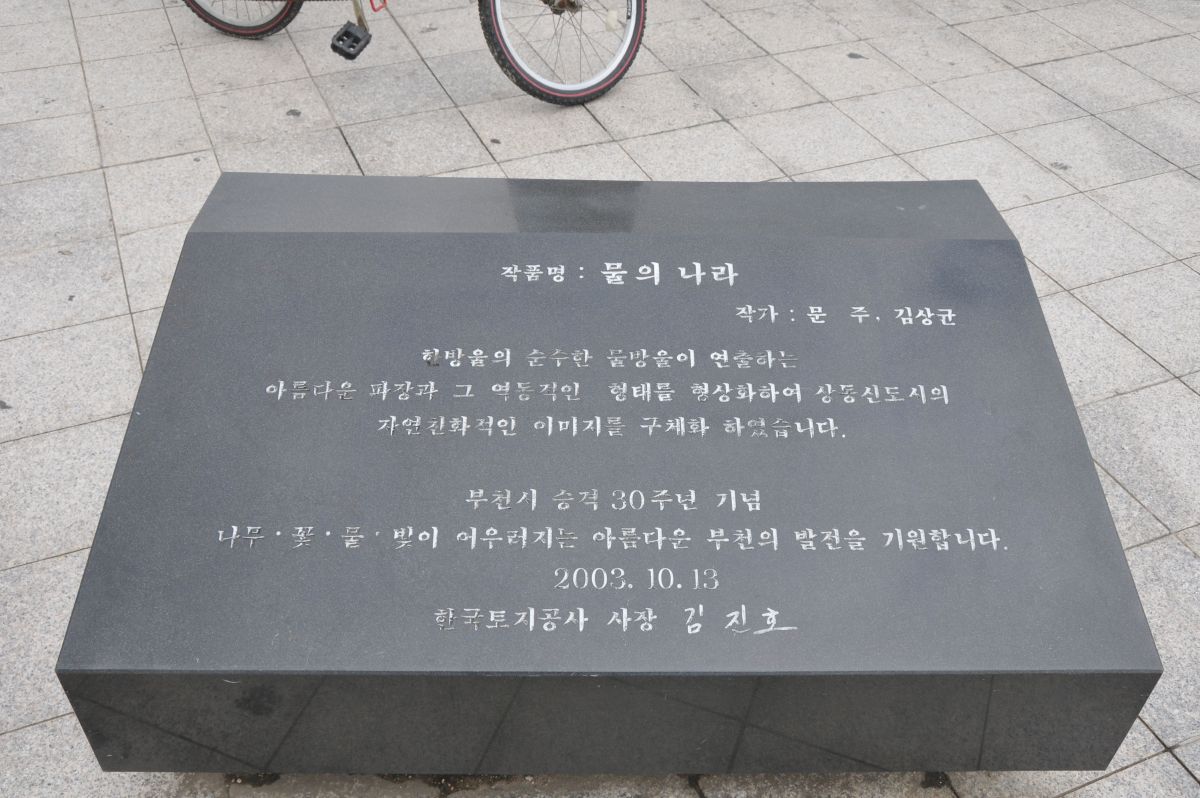 작품명 : 물의 나라
작가 : 문 주, 김상균
한방울의 순수한 물방울이 연출하는
아름다운 파장과 그 역동적인 형태를 형상화하여 상동신도시의
자연친화적인 이미지를 구체화 하였습니다.
부천시 승격 30주년 기념
나무·꽃·물·빛이 어우러지는 아름다운 부천의 발전을 기원합니다.
2003. 10. 13
한국토지공사 사장 김진호